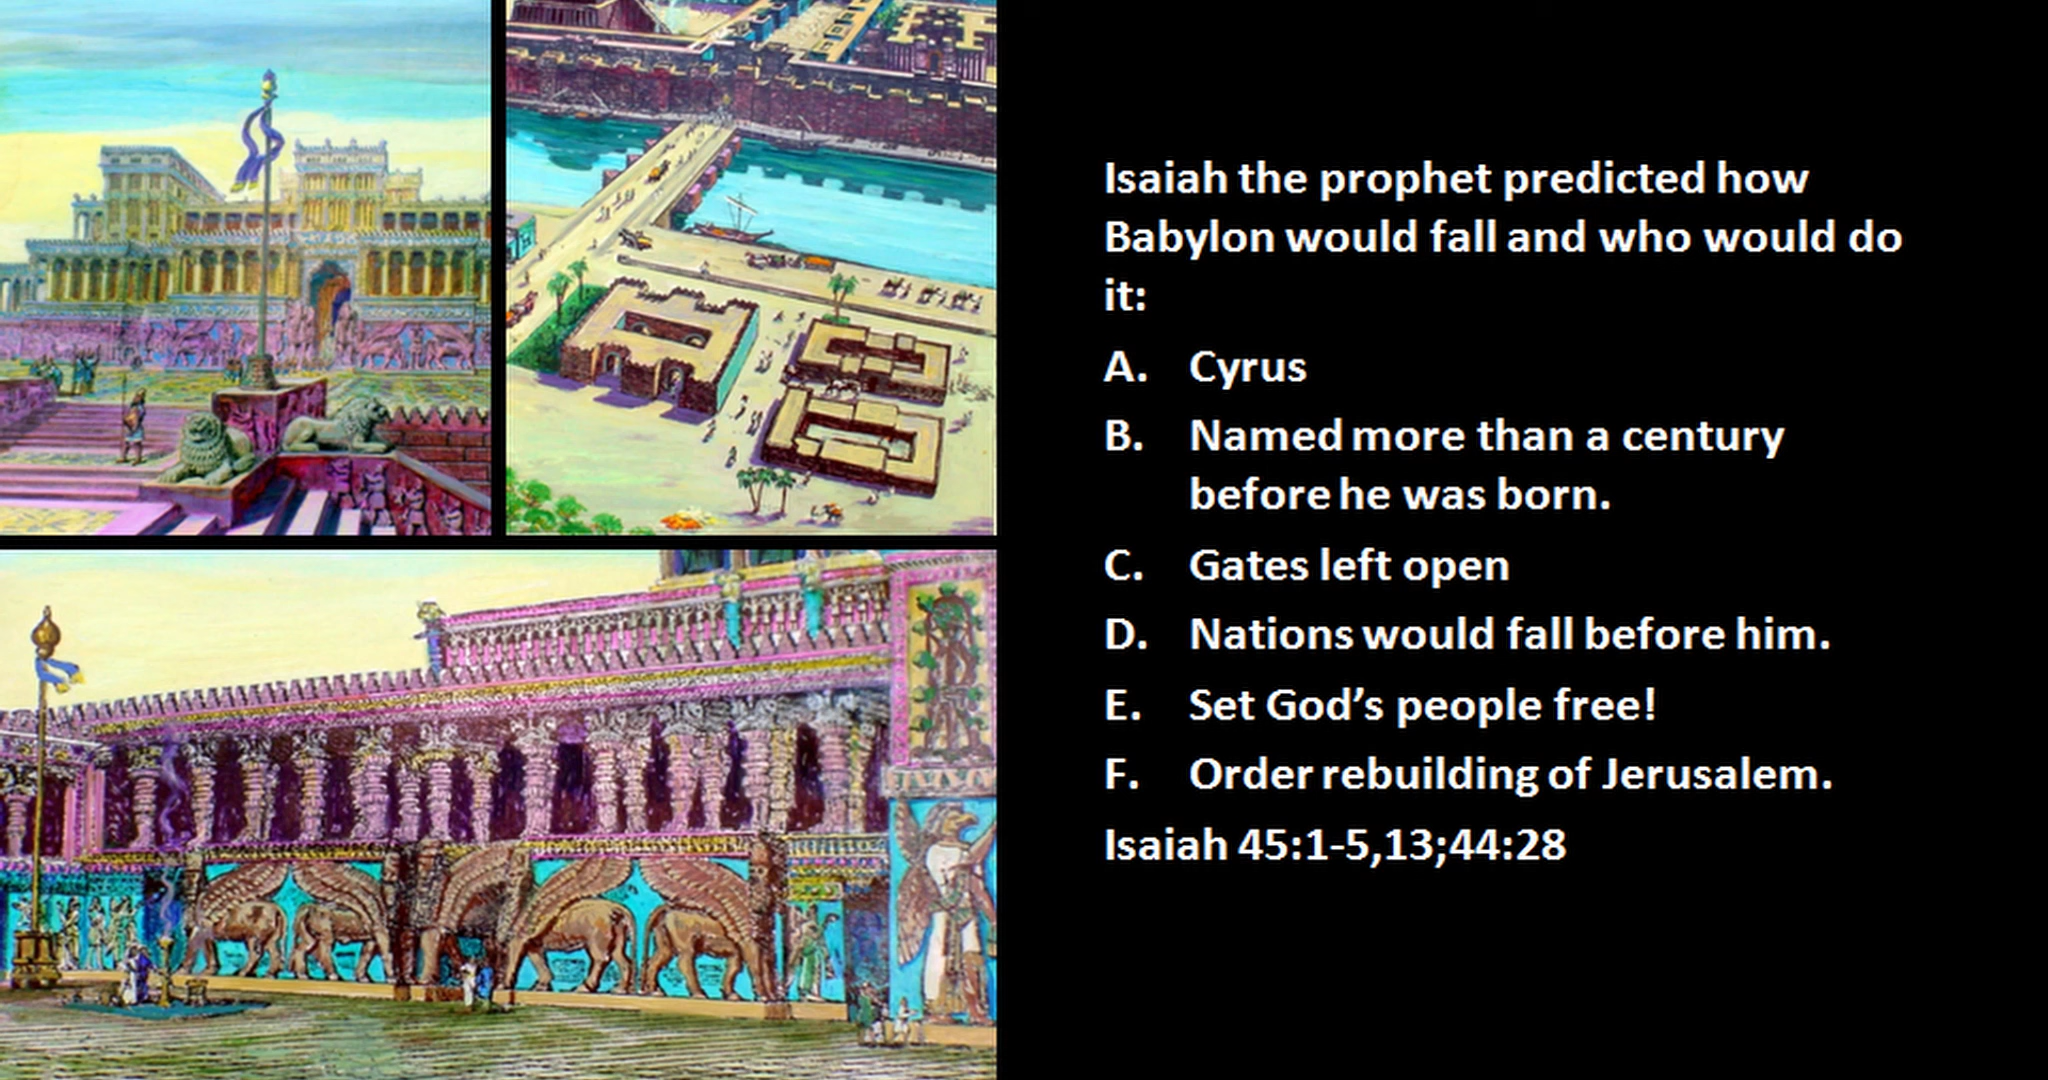 Isaiah the prophet predicted how
Babylon would fall and who would do
it:
A. Cyrus
B. Named more than a century
before he was born.
C. Gates left open
D. Nations would fall before him.
E. Set God’s people free!
F. Order rebuilding of Jerusalem.
Isaiah 45:1-5,13;44:28